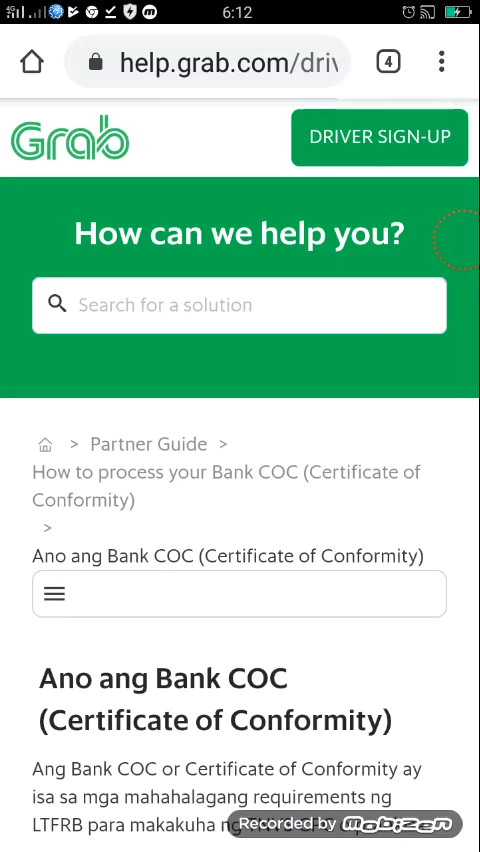 4G
6:12
help.grab.com/driv
4
Grab
DRIVER SIGN-UP
How can we help you?
Search for a solution
> Partner Guide >
How to process your Bank COC (Certificate of
Conformity)
>
Ano ang Bank COC (Certificate of Conformity)
Ano ang Bank COC
(Certificate of Conformity)
Ang Bank COC or Certificate of Conformity ay
isa sa mga mahahalagang requirements ng
LTFRB para makakuha ng
Recorded by mobizen